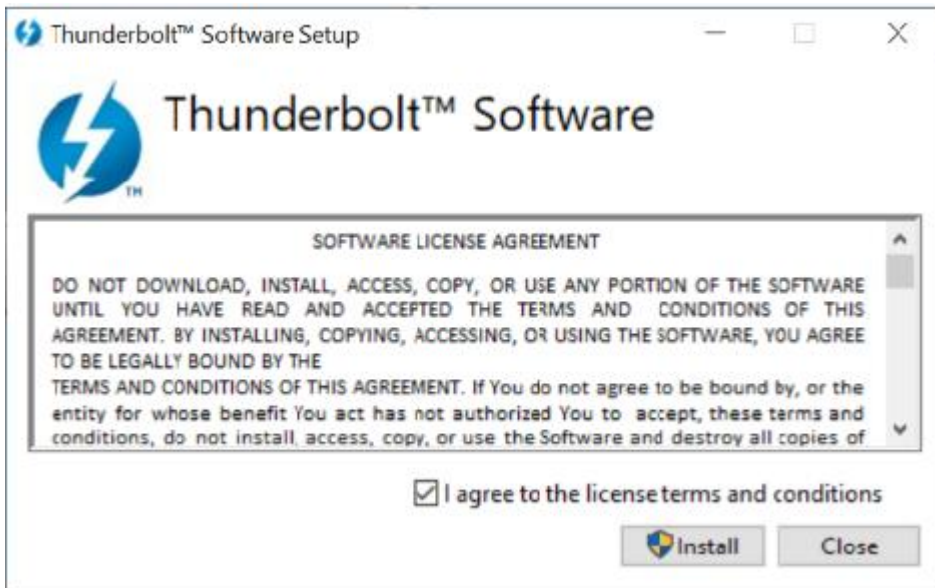 Thunderbolt™ Software Setup
Thunderbolt™ Software
TM
SOFTWARE LICENSE AGREEMENT
DO NOT DOWNLOAD, INSTALL, ACCESS, COPY, OR USE ANY PORTION OF THE SOFTWARE
UNTIL YOU HAVE READ AND ACCEPTED THE TERMS AND CONDITIONS OF THIS
AGREEMENT. BY INSTALLING, COPYING, ACCESSING, OR USING THE SOFTWARE, YOU AGREE
TO BE LEGALLY BOUND BY THE
TERMS AND CONDITIONS OF THIS AGREEMENT. If You do not agree to be bound by, or the
entity for whose benefit You act has not authorized You to accept, these terms and
conditions, do not install, access, copy, or use the Software and destroy all copies of
I agree to the license terms and conditions
Install
Close